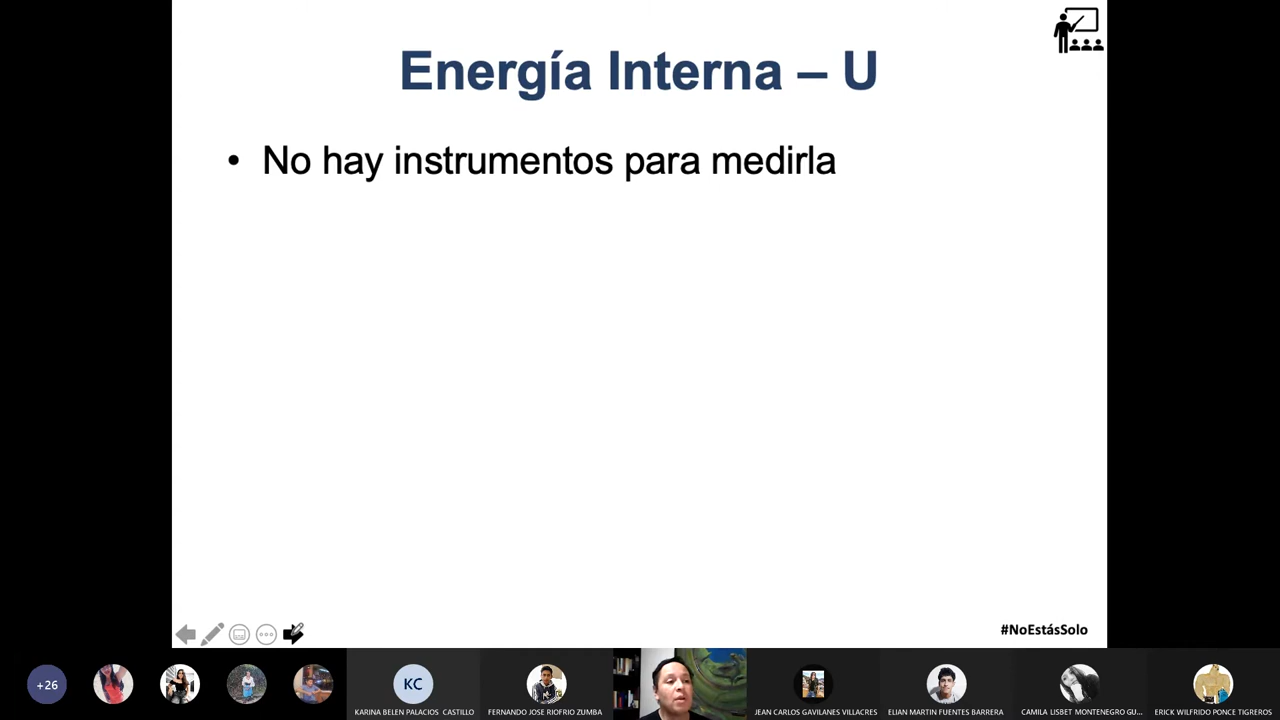 Energía Interna – U
• No hay instrumentos para medirla
#NoEstásSolo
+26
KC
KARINA BELEN PALACIOS CASTILLO
FERNANDO JOSE RIOFRIO ZUMBA
JEAN CARLOS GAVILANES VILLACRES
ELIAN MARTIN FUENTES BARRERA
CAMILA LISBET MONTENEGRO GU...
ERICK WILFRIDO PONCE TIGREROS